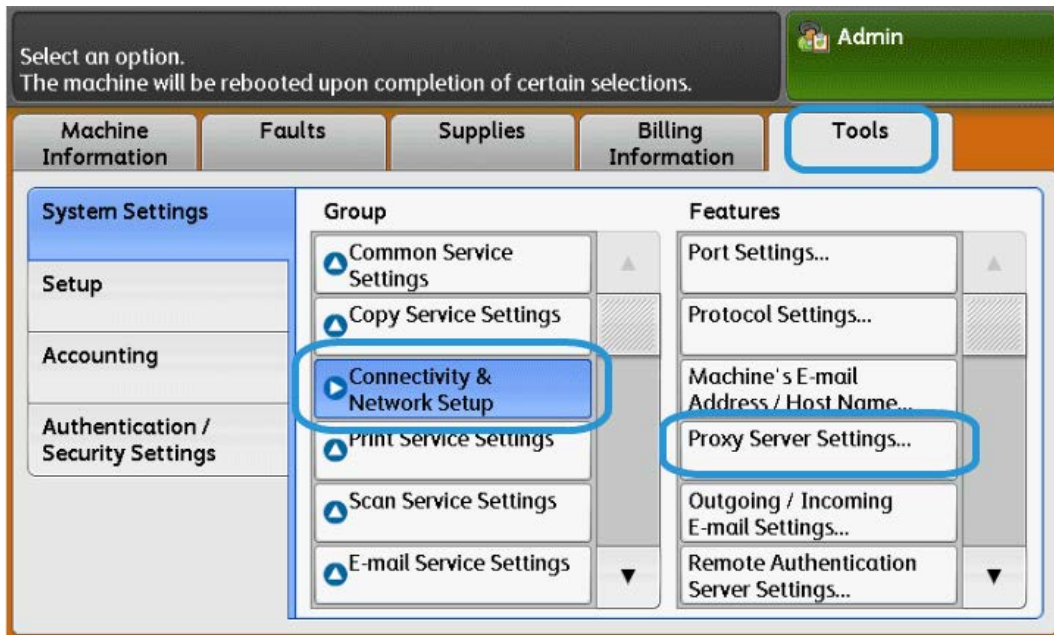 Select an option.
The machine will be rebooted upon completion of certain selections.
Admin
Machine
Information
Faults
Supplies
Billing
Information
Tools
System Settings
Setup
Accounting
Authentication /
Security Settings
Group
Common Service
Settings
Copy Service Settings
Connectivity &
Network Setup
Print Service Settings
Scan Service Settings
E-mail Service Settings
Features
Port Settings...
Protocol Settings...
Machine's E-mail
Address / Host Name...
Proxy Server Settings...
Outgoing / Incoming
E-mail Settings...
Remote Authentication
Server Settings...